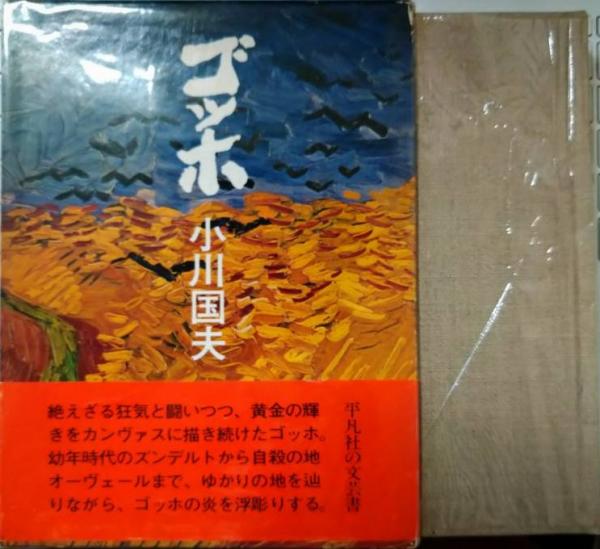 ゴッホ
小川国夫
絶えざる狂気と闘いつつ、黄金の輝
きをカンヴァスに描き続けたゴッホ。
幼年時代のズンデルトから自殺の地
オーヴェールまで、ゆかりの地を辿
りながら、ゴッホの炎を浮彫りする。
平凡社の文芸書